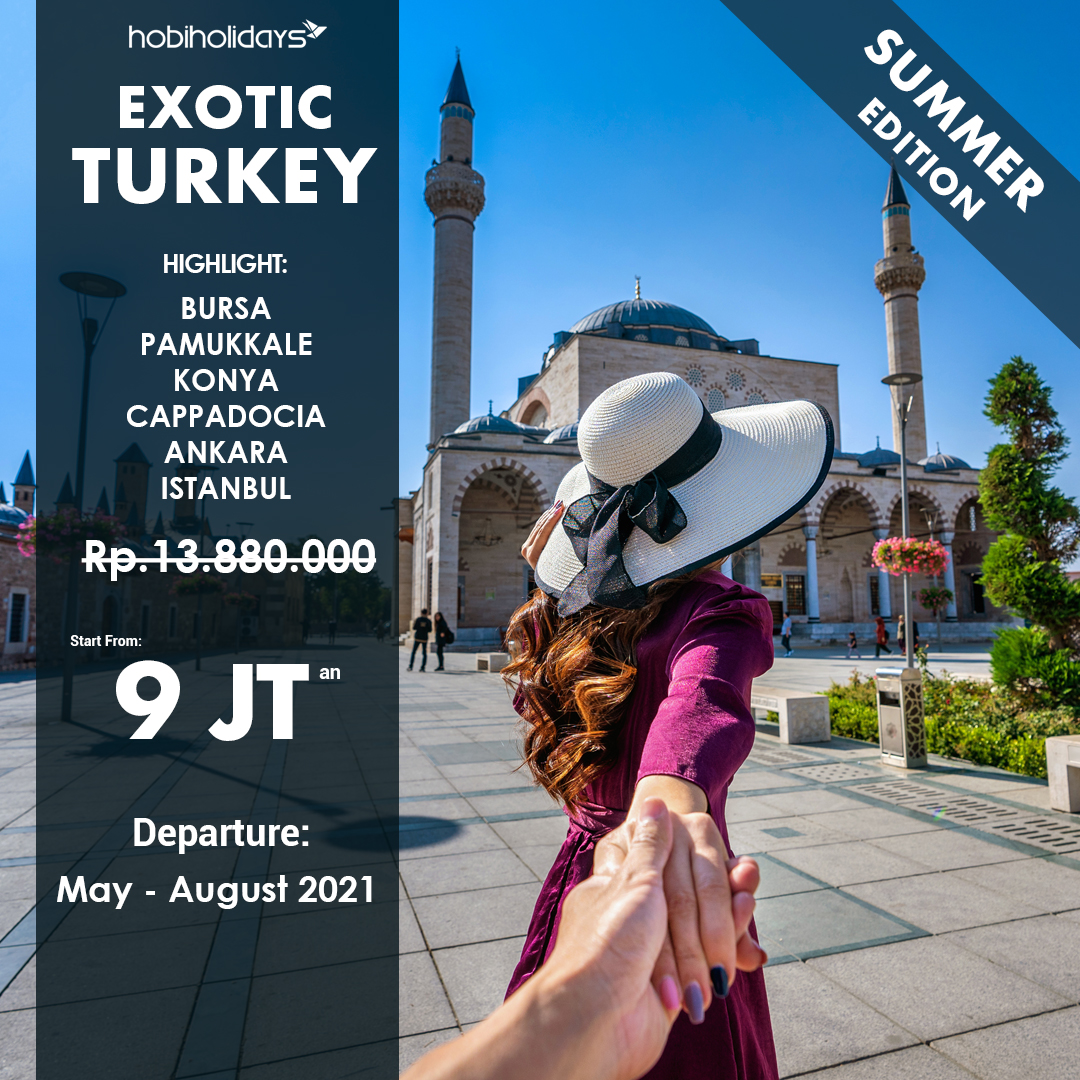 hobiholidays
EXOTIC
TURKEY
HIGHLIGHT:
BURSA
PAMUKKALE
KONYA
CAPPADOCIA
ANKARA
ISTANBUL
Rp.13.880.000
Start From:
9 JT an
Departure:
May - August 2021
SUMMER
EDITION